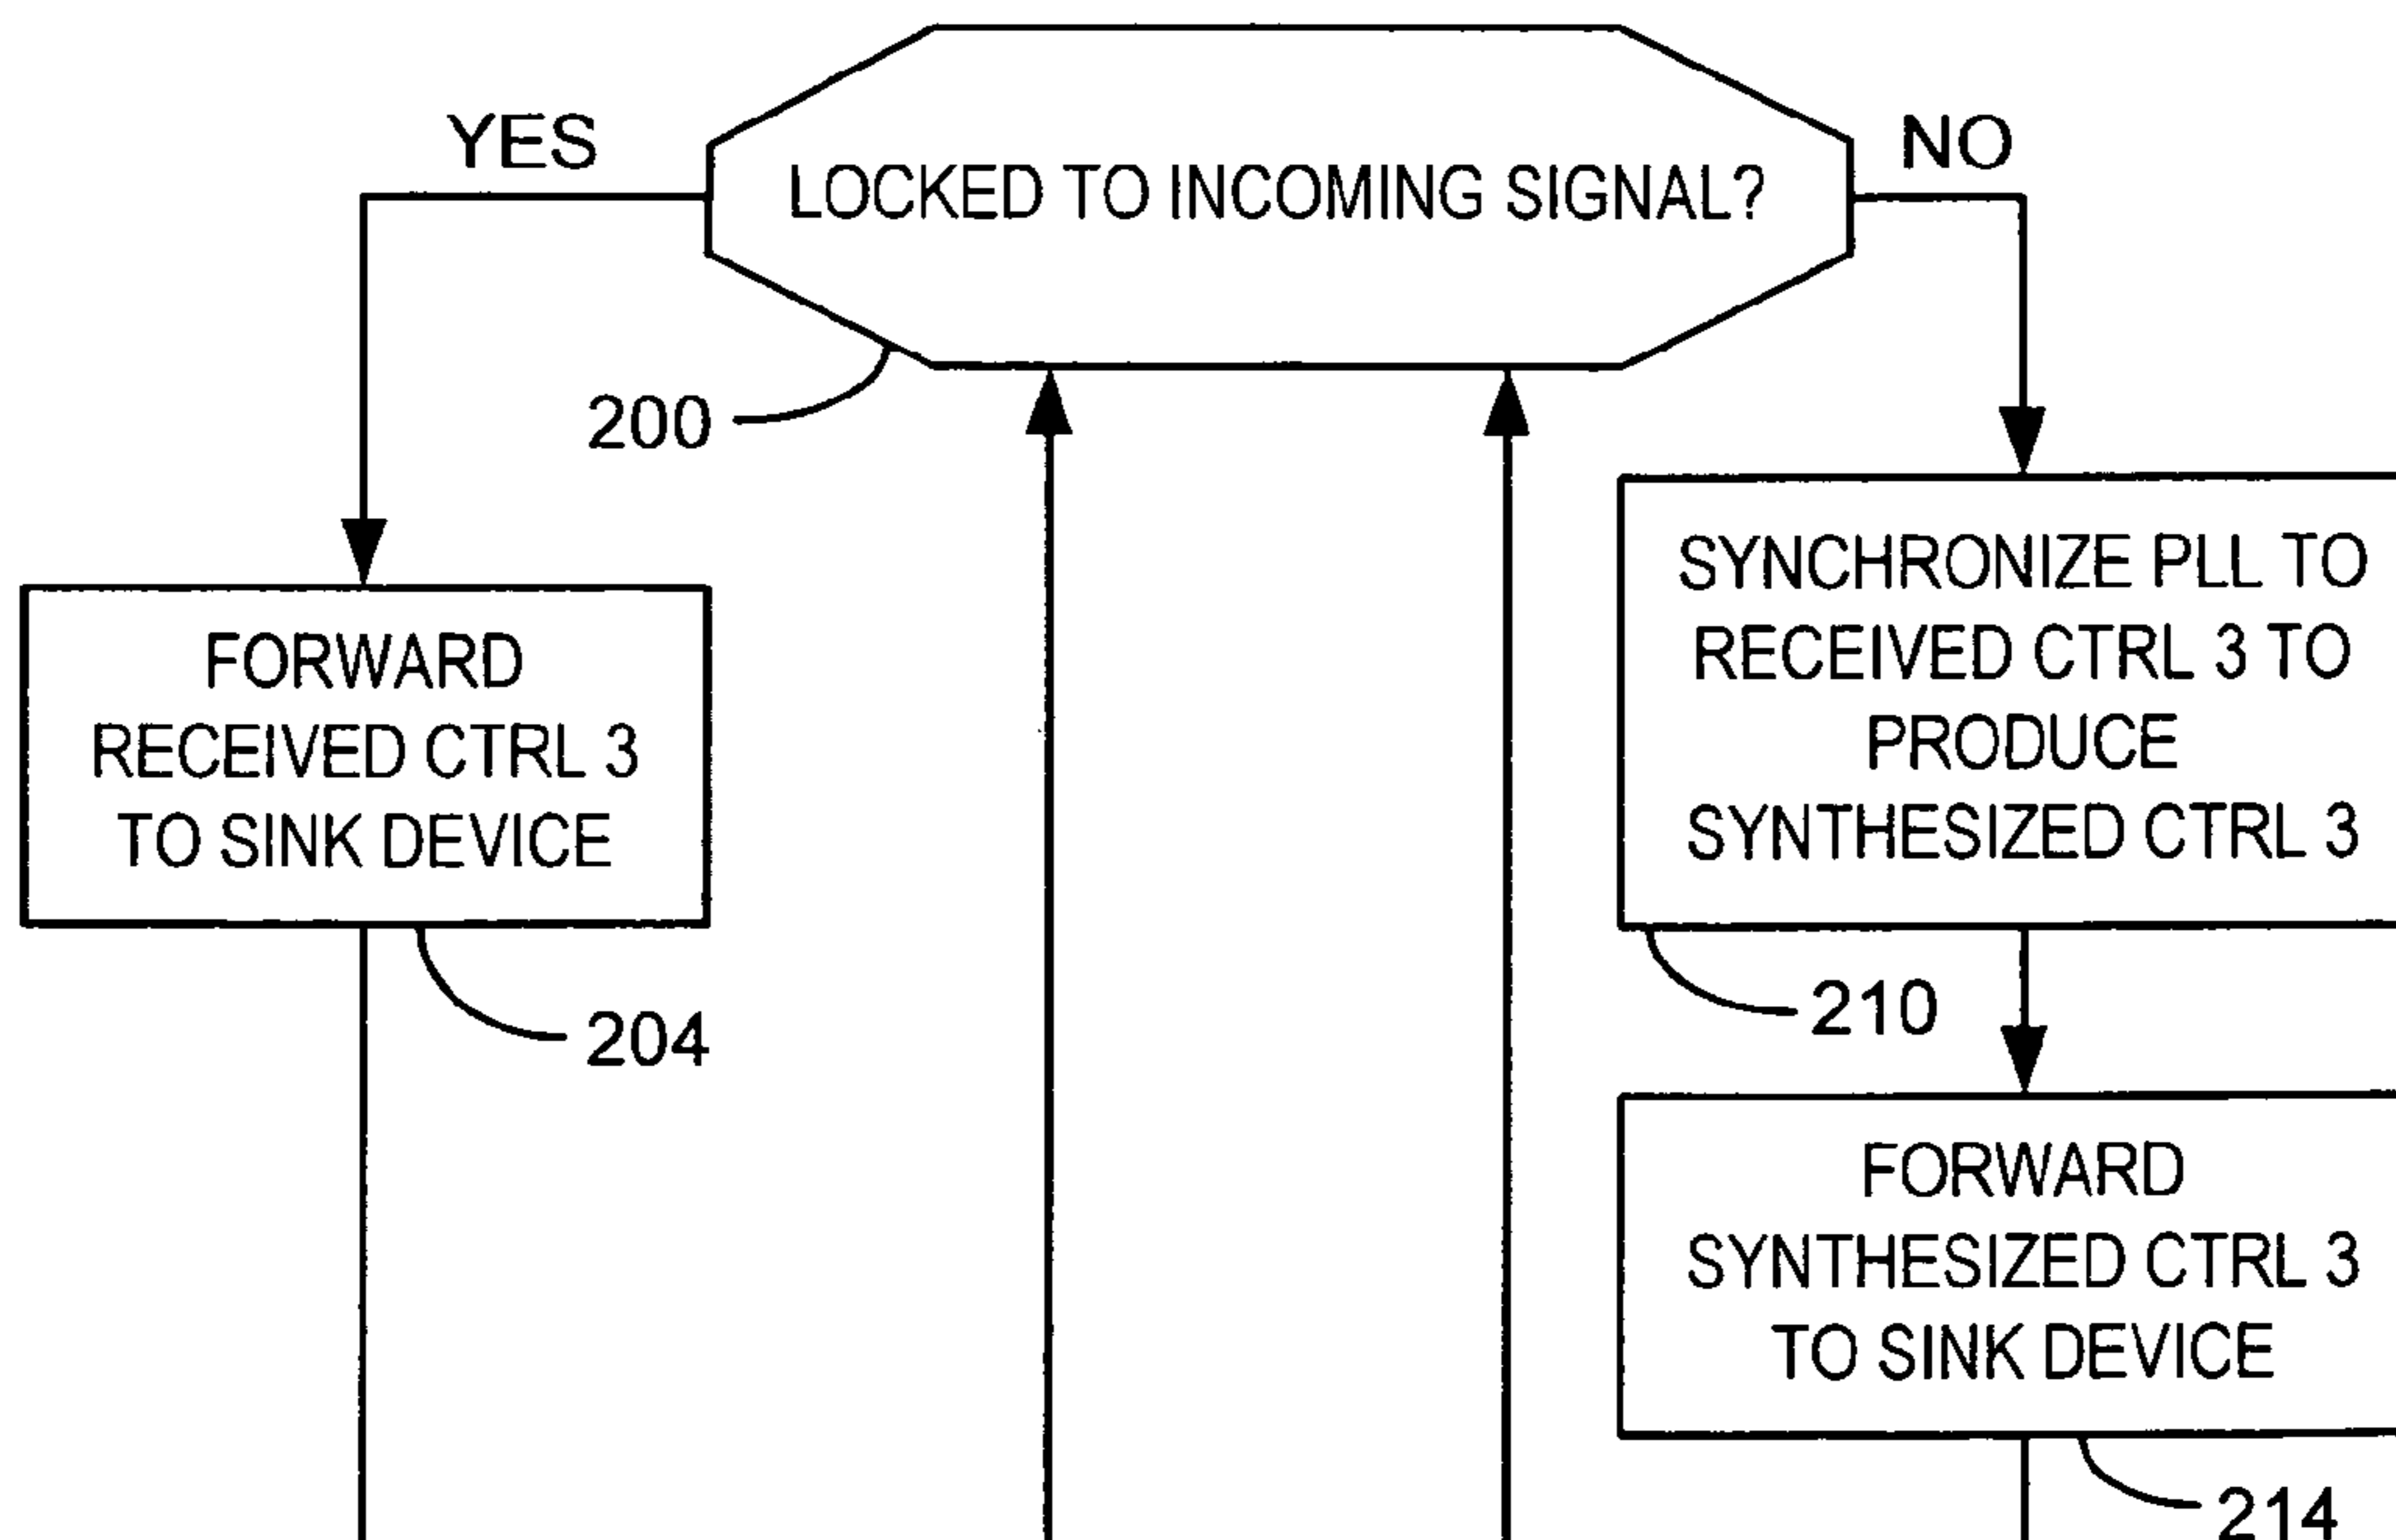 YES
NO
LOCKED TO INCOMING SIGNAL?
200
FORWARD
RECEIVED CTRL 3
TO SINK DEVICE
204
SYNCHRONIZE PLL TO
RECEIVED CTRL 3 TO
PRODUCE
SYNTHESIZED CTRL 3
210
FORWARD
SYNTHESIZED CTRL 3
TO SINK DEVICE
214